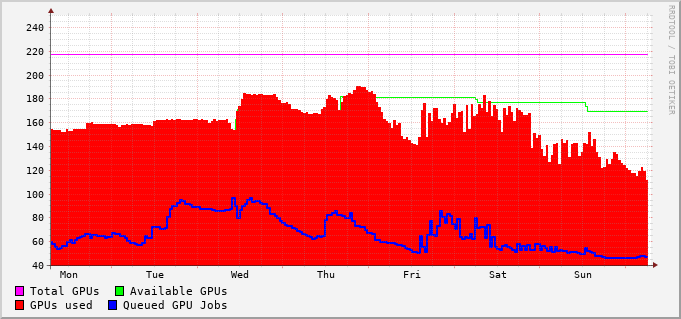 RRDTOOL / TOBI OETIKER
240
220
200
180
160
140
120
100
80
60
40
Mon Tue Wed Thu Fri Sat Sun
Total GPUs Available GPUs
GPUs used Queued GPU Jobs